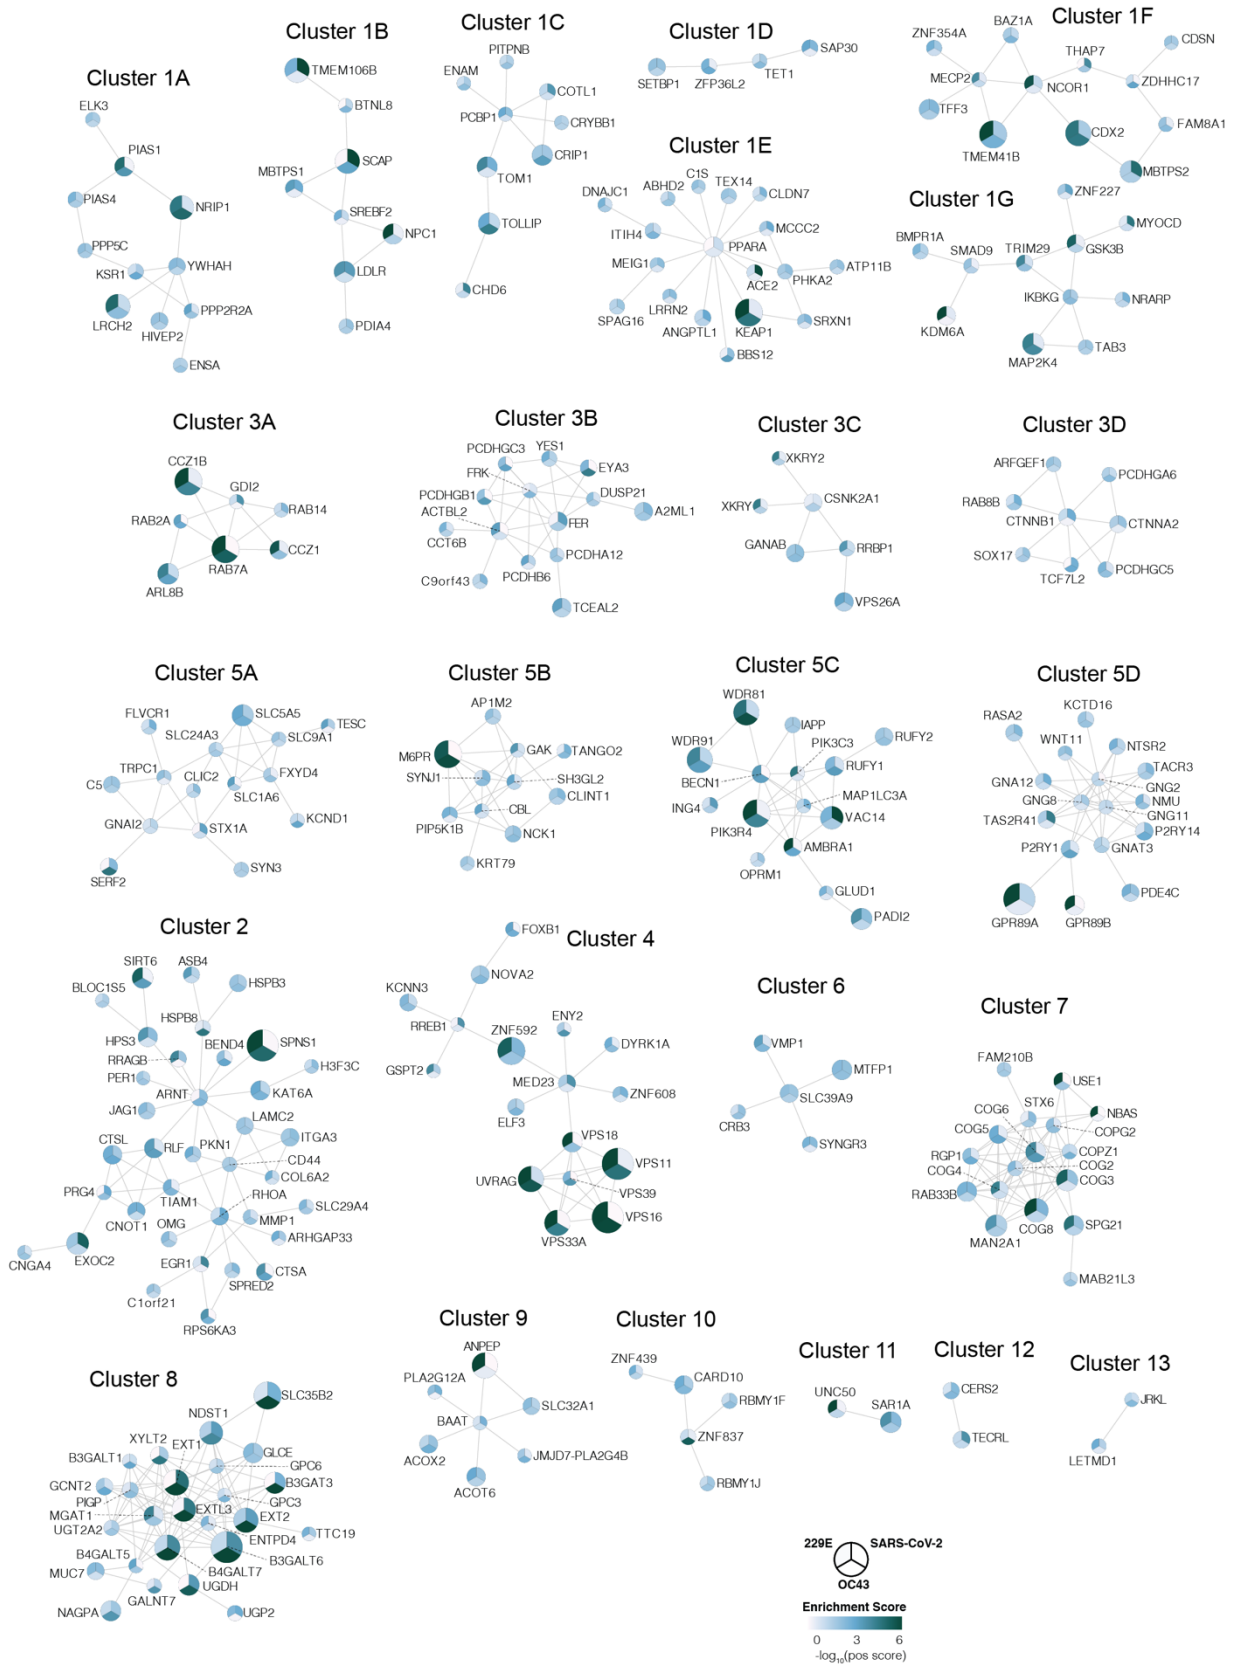 Cluster 1A
ELK3
PIAS1
PIAS4
NRIP1
PPP5C
KSR1
YWHAH
PPP2R2A
LRCH2
HIVEP2
ENSA
Cluster 1B
TMEM106B
BTNL8
SCAP
MBTPS1
SREBF2
NPC1
LDLR
PDIA4
Cluster 1C
PITPNB
ENAM
COTL1
PCBP1
CRYBB1
CRIP1
TOM1
TOLLIP
CHD6
Cluster 1D
SAP30
SETBP1
ZFP36L2
TET1
Cluster 1E
C1S
ABHD2
TEX14
DNAJC1
CLDN7
ITIH4
PPARA
MCCC2
MEIG1
ACE2
PHKA2
ATP11B
SPAG16
LRRN2
ANGPTL1
KEAP1
SRXN1
BBS12
Cluster 1F
BAZ1A
ZNF354A
THAP7
CDSN
MECP2
NCOR1
ZDHHC17
TFF3
CDX2
FAM8A1
TMEM41B
MBTPS2
Cluster 1G
ZNF227
MYOCD
BMPR1A
SMAD9
TRIM29
GSK3B
IKBKG
NRARP
KDM6A
MAP2K4
TAB3
Cluster 3A
CCZ1B
GDI2
RAB14
RAB2A
CCZ1
RAB7A
ARL8B
Cluster 3B
PCDHGC3
YES1
FRK
EYA3
PCDHGB1
DUSP21
ACTBL2
A2ML1
FER
CCT6B
PCDHA12
C9orf43
PCDHB6
TCEAL2
Cluster 3C
XKRY2
XKRY
CSNK2A1
GANAB
RRBP1
VPS26A
Cluster 3D
ARFGEF1
PCDHGA6
RAB8B
CTNNB1
CTNNA2
SOX17
TCF7L2
PCDHGC5
Cluster 5A
FLVCR1
SLC5A5
TESC
SLC24A3
SLC9A1
TRPC1
CLIC2
FXYD4
C5
SLC1A6
GNAI2
STX1A
KCND1
SERF2
SYN3
Cluster 5B
AP1M2
M6PR
GAK
TANGO2
SYNJ1
SH3GL2
CLINT1
CBL
PIP5K1B
NCK1
KRT79
Cluster 5C
WDR81
IAPP
WDR91
PIK3C3
RUFY2
BECN1
RUFY1
MAP1LC3A
ING4
VAC14
PIK3R4
AMBRA1
OPRM1
GLUD1
PADI2
Cluster 5D
KCTD16
RASA2
WNT11
NTSR2
TACR3
GNA12
GNG2
GNG8
NMU
GNG11
TAS2R41
P2RY14
P2RY1
GNAT3
PDE4C
GPR89A
GPR89B
Cluster 2
SIRT6
ASB4
HSPB3
BLOC1S5
HSPB8
HPS3
BEND4
SPNS1
RRAGB
H3F3C
PER1
ARNT
KAT6A
JAG1
LAMC2
CTSL
RLF
PKN1
ITGA3
CD44
COL6A2
PRG4
TIAM1
RHOA
CNOT1
OMG
MMP1
SLC29A4
ARHGAP33
EXOC2
CNGA4
EGR1
SPRED2
CTSA
C1orf21
RPS6KA3
Cluster 4
FOXB1
NOVA2
KCNN3
RREB1
ENY2
ZNF592
DYRK1A
GSPT2
MED23
ZNF608
ELF3
VPS18
VPS11
UVRAG
VPS39
VPS16
VPS33A
Cluster 6
VMP1
MTFP1
SLC39A9
CRB3
SYNGR3
Cluster 7
FAM210B
USE1
COG6
STX6
NBAS
COG5
COPG2
RGP1
COPZ1
COG4
COG2
RAB33B
COG3
MAN2A1
COG8
SPG21
MAB21L3
Cluster 8
SLC35B2
NDST1
XYLT2
EXT1
GLCE
B3GALT1
GPC6
GCNT2
B3GAT3
PIGP
GPC3
MGAT1
EXTL3
EXT2
UGT2A2
TTC19
ENTPD4
B4GALT5
B3GALT6
MUC7
B4GALT7
GALNT7
UGDH
NAGPA
UGP2
Cluster 9
ANPEP
PLA2G12A
SLC32A1
BAAT
ACOX2
JMJD7-PLA2G4B
ACOT6
Cluster 10
ZNF439
CARD10
RBMY1F
ZNF837
RBMY1J
Cluster 11
UNC50
SAR1A
Cluster 12
CERS2
TECRL
Cluster 13
JRKL
LETMD1
229E
SARS-CoV-2
OC43
Enrichment Score
0 3 6
-log10(pos score)